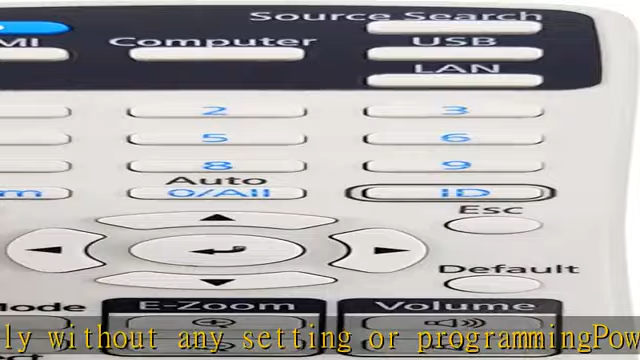 Source Search
MI Computer USB
LAN
2 3
5 6
8 9
Auto
m 0/All ID
Esc
Default
Mode E-Zoom Volume
ly without any setting or programmingPow